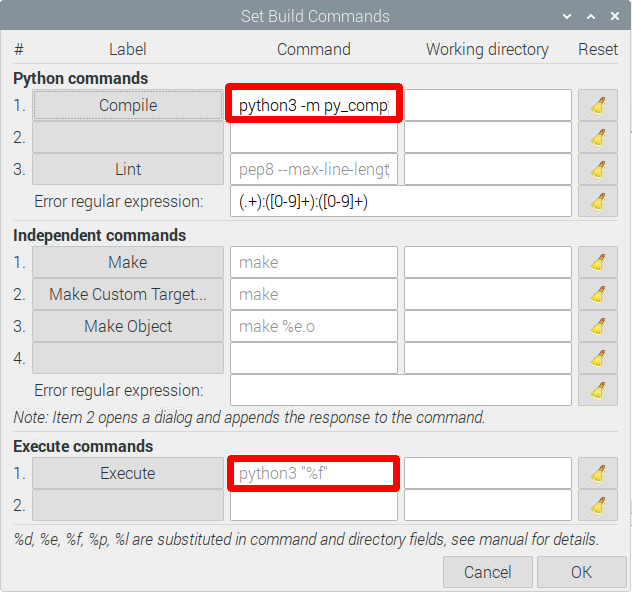 Set Build Commands
# Label Command Working directory Reset
Python commands
1. Compile python3 -m py_comp
2.
3. Lint pep8 --max-line-lengt
Error regular expression: (.+):([0-9]+):([0-9]+)
Independent commands
1. Make make
2. Make Custom Target... make
3. Make Object make %e.o
4.
Error regular expression:
Note: Item 2 opens a dialog and appends the response to the command.
Execute commands
1. Execute python3 "%f"
2.
%d, %e, %f, %p, %l are substituted in command and directory fields, see manual for details.
Cancel OK